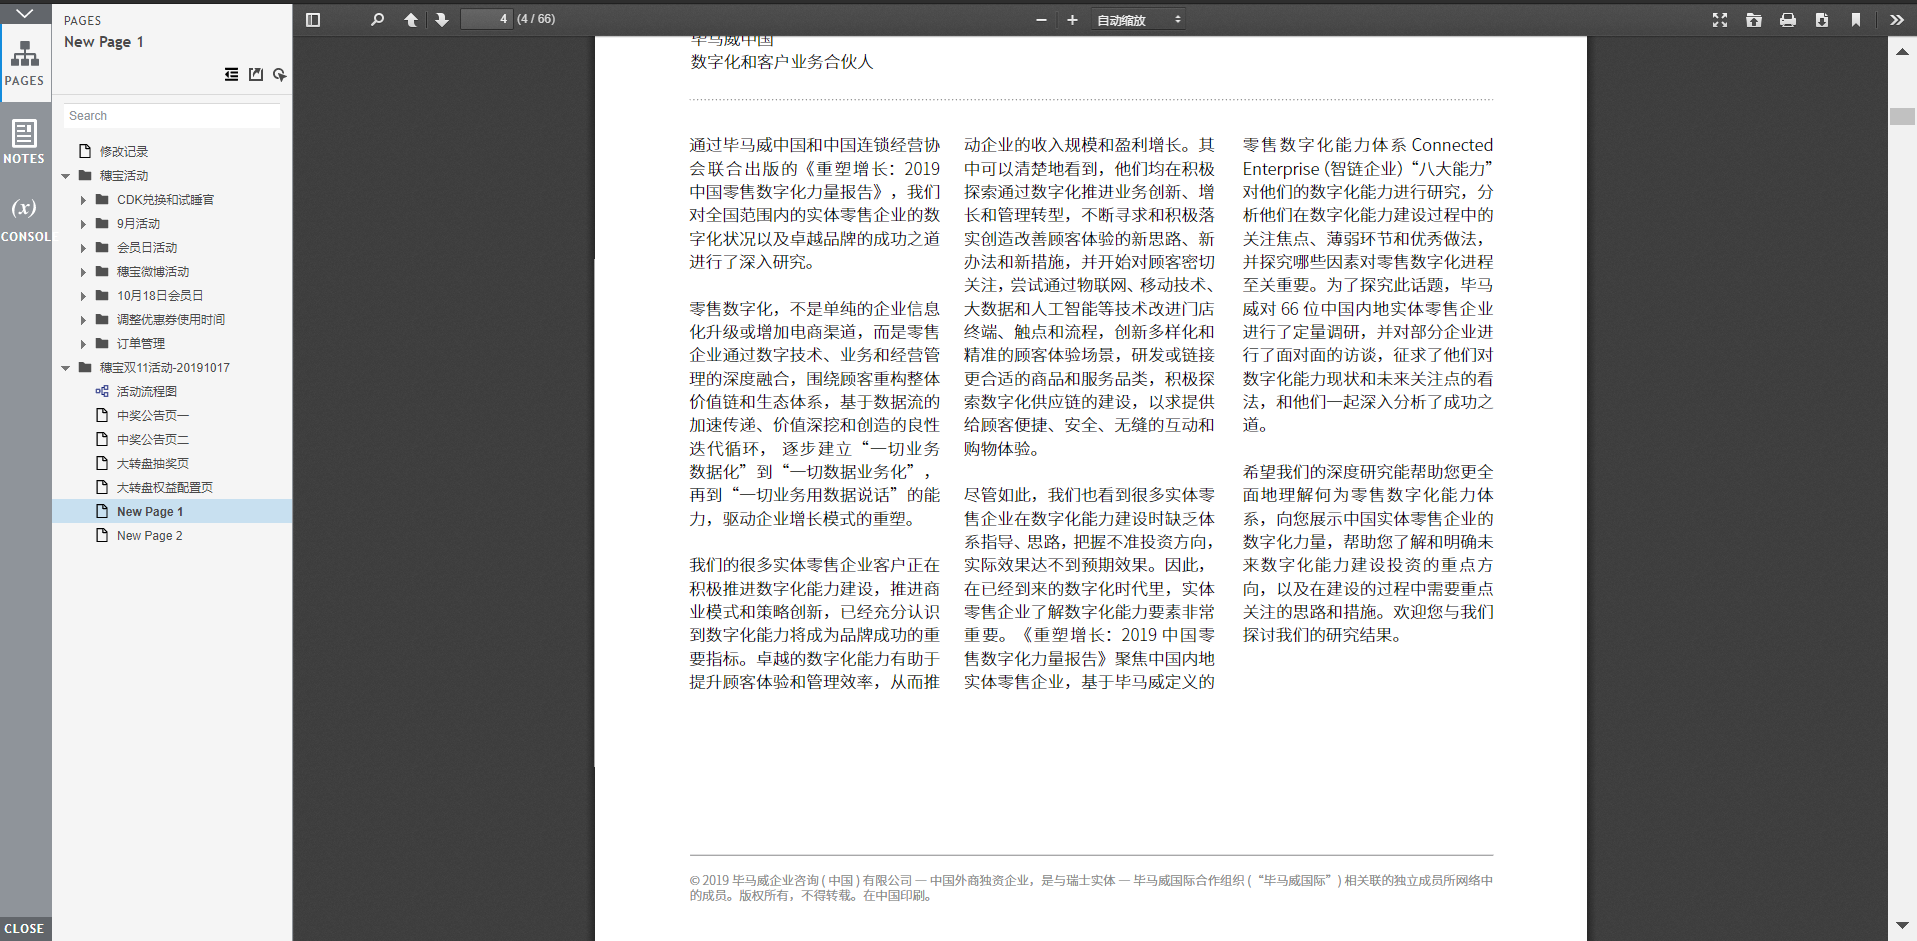 PAGES
New Page 1
PAGES
NOTES
(x)
CONSOL
CLOSE
Search
修改记录
穗宝活动
CDK兑换和试睡官
9月活动
会员日活动
穗宝微博活动
10月18日会员日
调整优惠券使用时间
订单管理
穗宝双11活动-20191017
活动流程图
中奖公告页一
中奖公告页二
大转盘抽奖页
大转盘权益配置页
New Page 1
New Page 2
4 (4 / 66)
自动缩放
毕马威中国
数字化和客户业务合伙人
通过毕马威中国和中国连锁经营协
会联合出版的《重塑增长：2019
中国零售数字化力量报告》，我们
对全国范围内的实体零售企业的数
字化状况以及卓越品牌的成功之道
进行了深入研究。
零售数字化，不是单纯的企业信息
化升级或增加电商渠道，而是零售
企业通过数字技术、业务和经营管
理的深度融合，围绕顾客重构整体
价值链和生态体系，基于数据流的
加速传递、价值深挖和创造的良性
迭代循环， 逐步建立“一切业务
数据化”到“一切数据业务化”，
再到“一切业务用数据说话”的能
力，驱动企业增长模式的重塑。
我们的很多实体零售企业客户正在
积极推进数字化能力建设，推进商
业模式和策略创新，已经充分认识
到数字化能力将成为品牌成功的重
要指标。卓越的数字化能力有助于
提升顾客体验和管理效率，从而推
动企业的收入规模和盈利增长。其
中可以清楚地看到，他们均在积极
探索通过数字化推进业务创新、增
长和管理转型，不断寻求和积极落
实创造改善顾客体验的新思路、新
办法和新措施，并开始对顾客密切
关注，尝试通过物联网、移动技术、
大数据和人工智能等技术改进门店
终端、触点和流程，创新多样化和
精准的顾客体验场景，研发或链接
更合适的商品和服务品类，积极探
索数字化供应链的建设，以求提供
给顾客便捷、安全、无缝的互动和
购物体验。
尽管如此，我们也看到很多实体零
售企业在数字化能力建设时缺乏体
系指导、思路，把握不准投资方向，
实际效果达不到预期效果。因此，
在已经到来的数字化时代里，实体
零售企业了解数字化能力要素非常
重要。《重塑增长：2019 中国零
售数字化力量报告》聚焦中国内地
实体零售企业，基于毕马威定义的
零售数字化能力体系 Connected
Enterprise (智链企业)“八大能力”
对他们的数字化能力进行研究，分
析他们在数字化能力建设过程中的
关注焦点、薄弱环节和优秀做法，
并探究哪些因素对零售数字化进程
至关重要。为了探究此话题，毕马
威对 66 位中国内地实体零售企业
进行了定量调研，并对部分企业进
行了面对面的访谈，征求了他们对
数字化能力现状和未来关注点的看
法，和他们一起深入分析了成功之
道。
希望我们的深度研究能帮助您更全
面地理解何为零售数字化能力体
系，向您展示中国实体零售企业的
数字化力量，帮助您了解和明确未
来数字化能力建设投资的重点方
向，以及在建设的过程中需要重点
关注的思路和措施。欢迎您与我们
探讨我们的研究结果。
© 2019 毕马威企业咨询 ( 中国 ) 有限公司 — 中国外商独资企业，是与瑞士实体 — 毕马威国际合作组织 (“毕马威国际”) 相关联的独立成员所网络中
的成员。版权所有，不得转载。在中国印刷。